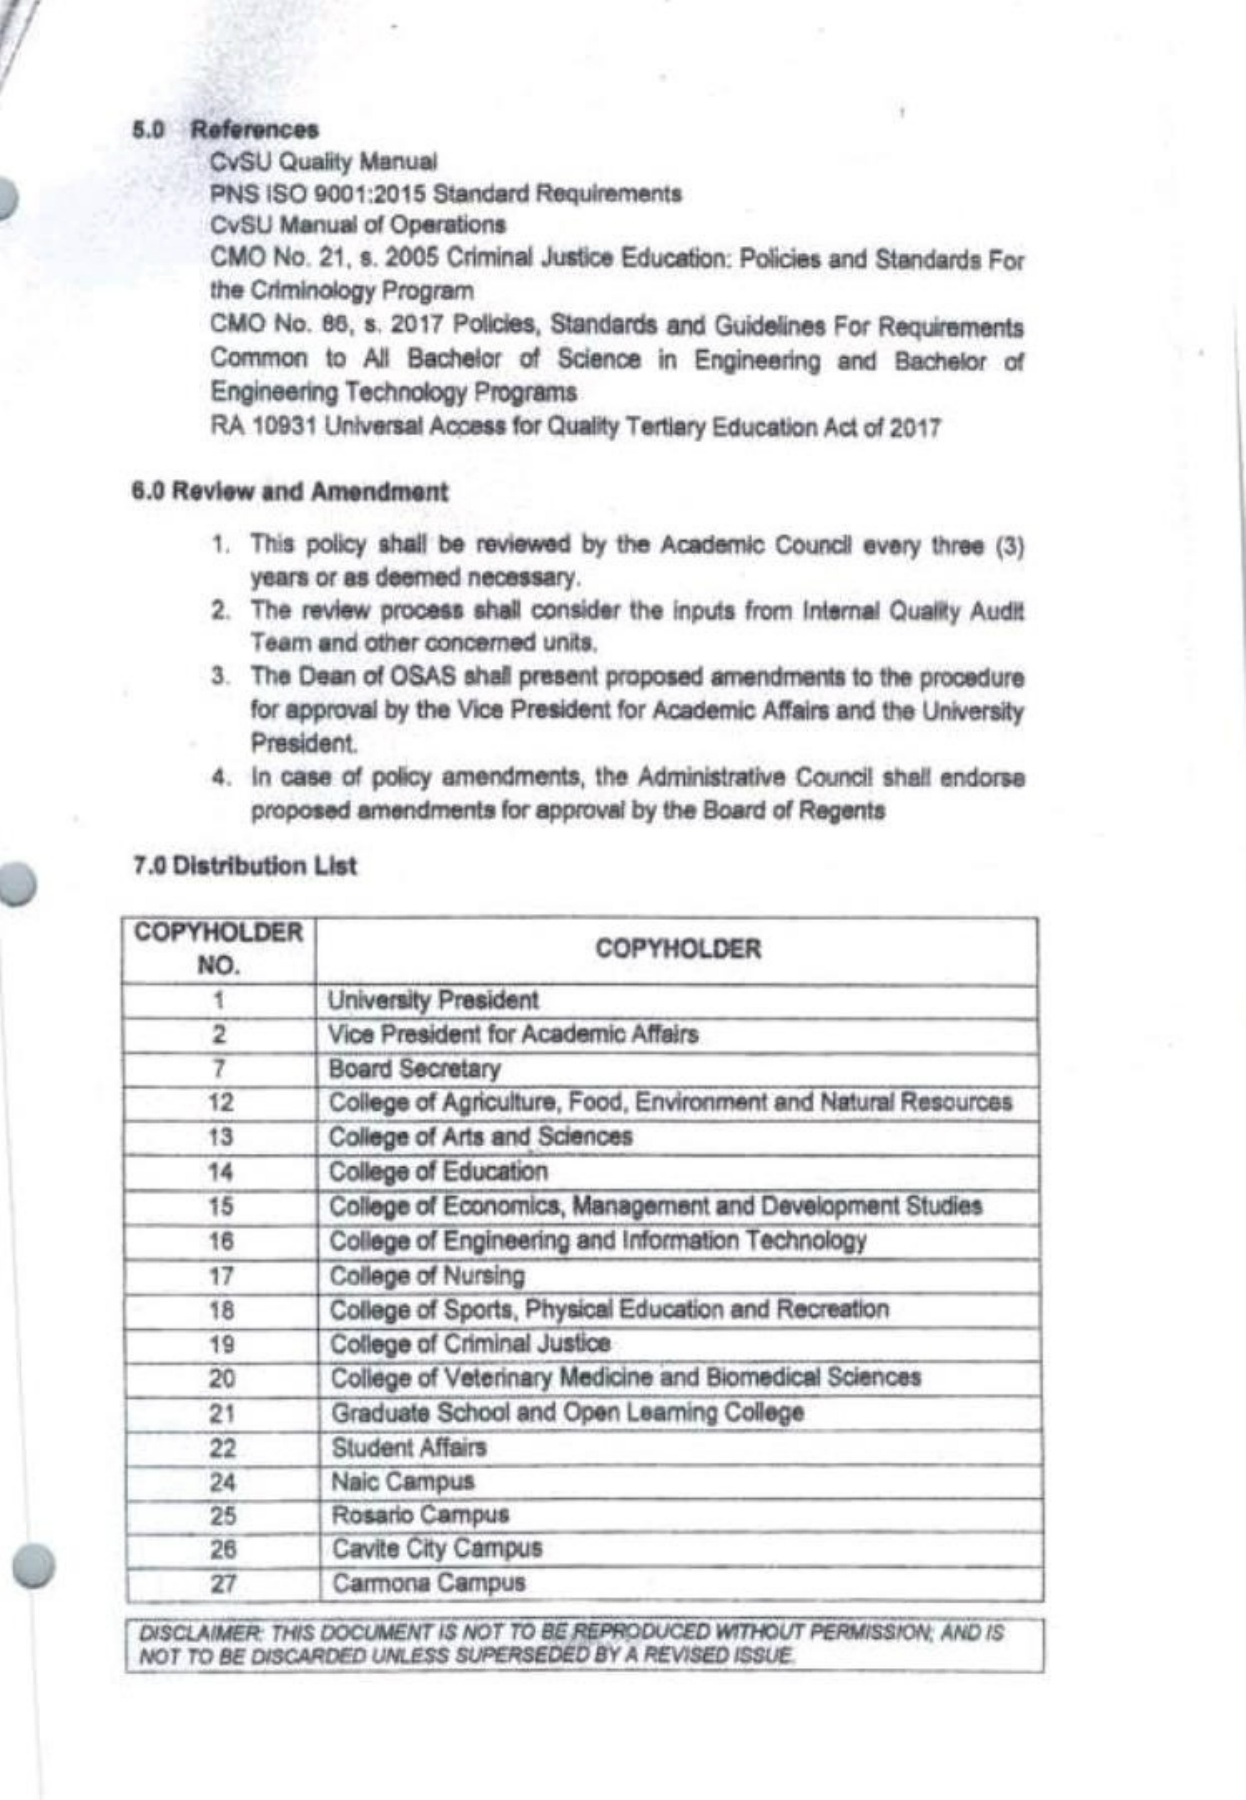 5.0 References
CvSU Quality Manual
PNS ISO 9001:2015 Standard Requirements
CvSU Manual of Operations
CMO No. 21, s. 2005 Criminal Justice Education: Policies and Standards For
the Criminology Program
CMO No. 86, s. 2017 Policies, Standards and Guidelines For Requirements
Common to All Bachelor of Science in Engineering and Bachelor of
Engineering Technology Programs
RA 10931 Universal Access for Quality Tertiary Education Act of 2017
6.0 Review and Amendment
1. This policy shall be reviewed by the Academic Council every three (3)
years or as deemed necessary.
2. The review process shall consider the inputs from Internal Quality Audit
Team and other concerned units.
3. The Dean of OSAS shall present proposed amendments to the procedure
for approval by the Vice President for Academic Affairs and the University
President.
4. In case of policy amendments, the Administrative Council shall endorse
proposed amendments for approval by the Board of Regents
7.0 Distribution List
COPYHOLDER
NO.
COPYHOLDER
1 University President
2 Vice President for Academic Affairs
7 Board Secretary
12 College of Agriculture, Food, Environment and Natural Resources
13 College of Arts and Sciences
14 College of Education
15 College of Economics, Management and Development Studies
16 College of Engineering and Information Technology
17 College of Nursing
18 College of Sports, Physical Education and Recreation
19 College of Criminal Justice
20 College of Veterinary Medicine and Biomedical Sciences
21 Graduate School and Open Learning College
22 Student Affairs
24 Naic Campus
25 Rosario Campus
26 Cavite City Campus
27 Carmona Campus
DISCLAIMER: THIS DOCUMENT IS NOT TO BE REPRODUCED WITHOUT PERMISSION; AND IS
NOT TO BE DISCARDED UNLESS SUPERSEDED BY A REVISED ISSUE.